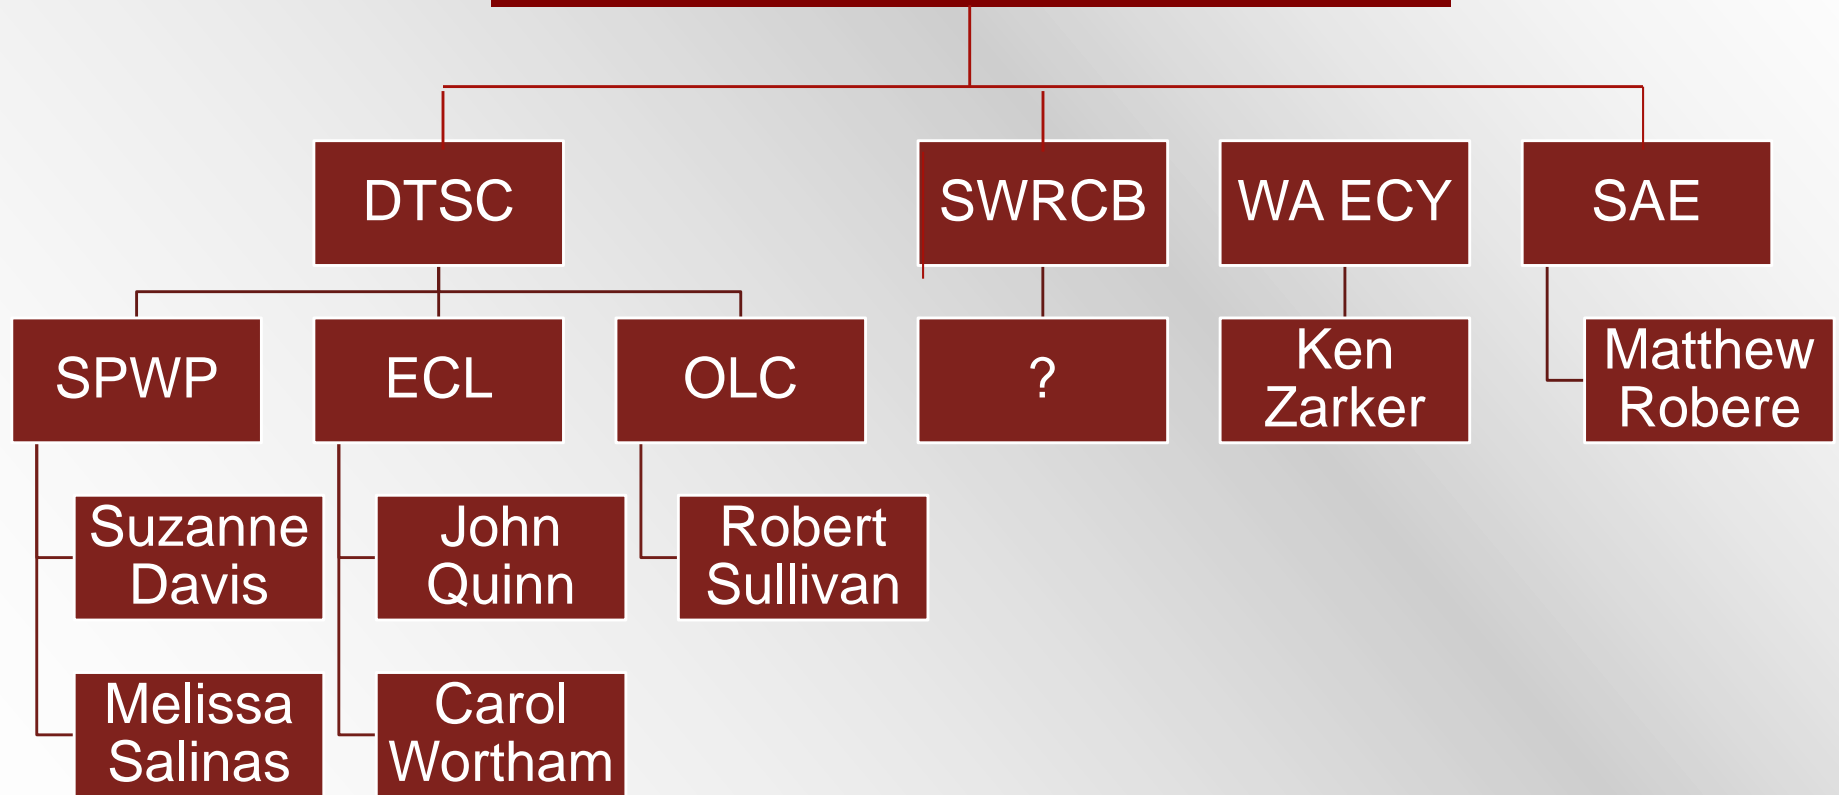 DTSC
SWRCB
WA ECY
SAE
SPWP
ECL
OLC
?
Ken
Zarker
Matthew
Robere
Suzanne
Davis
John
Quinn
Robert
Sullivan
Melissa
Salinas
Carol
Wortham